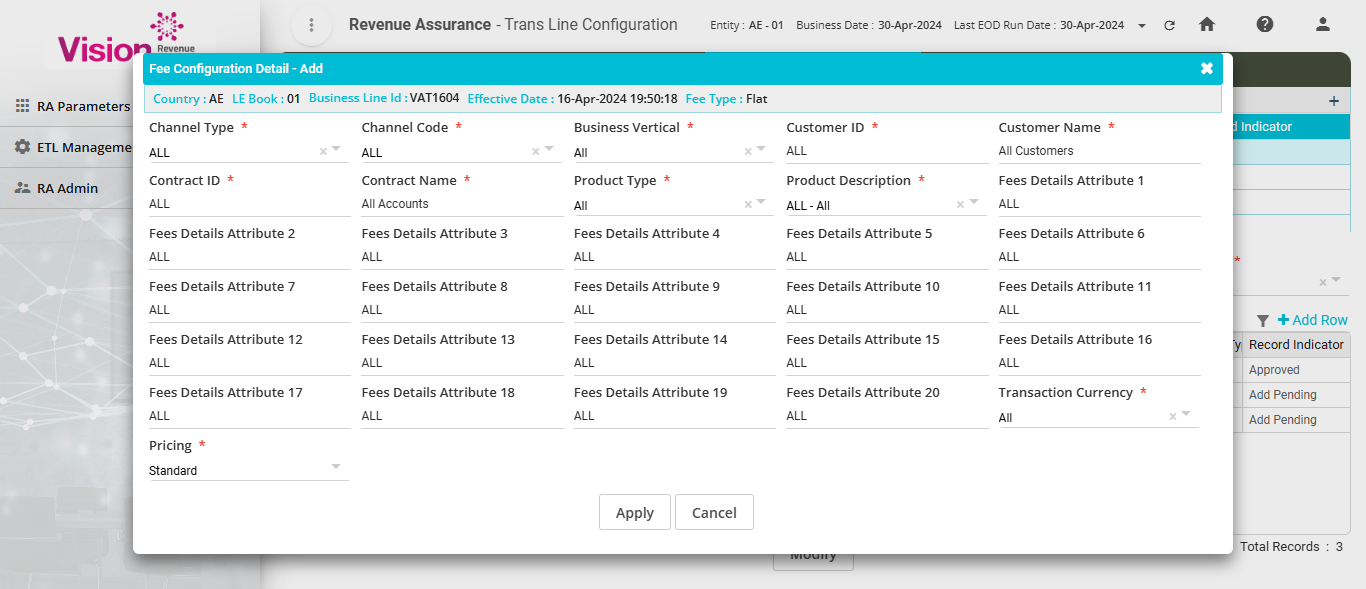 Vision
Revenue
Revenue Assurance - Trans Line Configuration
Entity : AE - 01 Business Date : 30-Apr-2024 Last EOD Run Date : 30-Apr-2024
Fee Configuration Detail - Add
Country : AE LE Book : 01 Business Line Id : VAT1604 Effective Date : 16-Apr-2024 19:50:18 Fee Type : Flat
RA Parameters
ETL Manageme
RA Admin
Channel Type * Channel Code * Business Vertical * Customer ID * Customer Name *
ALL ALL All ALL All Customers
Contract ID * Contract Name * Product Type * Product Description * Fees Details Attribute 1
ALL All Accounts All ALL - All ALL
Fees Details Attribute 2 Fees Details Attribute 3 Fees Details Attribute 4 Fees Details Attribute 5 Fees Details Attribute 6
ALL ALL ALL ALL ALL
Fees Details Attribute 7 Fees Details Attribute 8 Fees Details Attribute 9 Fees Details Attribute 10 Fees Details Attribute 11
ALL ALL ALL ALL ALL
Fees Details Attribute 12 Fees Details Attribute 13 Fees Details Attribute 14 Fees Details Attribute 15 Fees Details Attribute 16
ALL ALL ALL ALL ALL
Fees Details Attribute 17 Fees Details Attribute 18 Fees Details Attribute 19 Fees Details Attribute 20 Transaction Currency *
ALL ALL ALL ALL All
Pricing *
Standard
Apply Cancel
d Indicator
*
+ Add Row
Ty Record Indicator
Approved
Add Pending
Add Pending
Total Records : 3
Modify